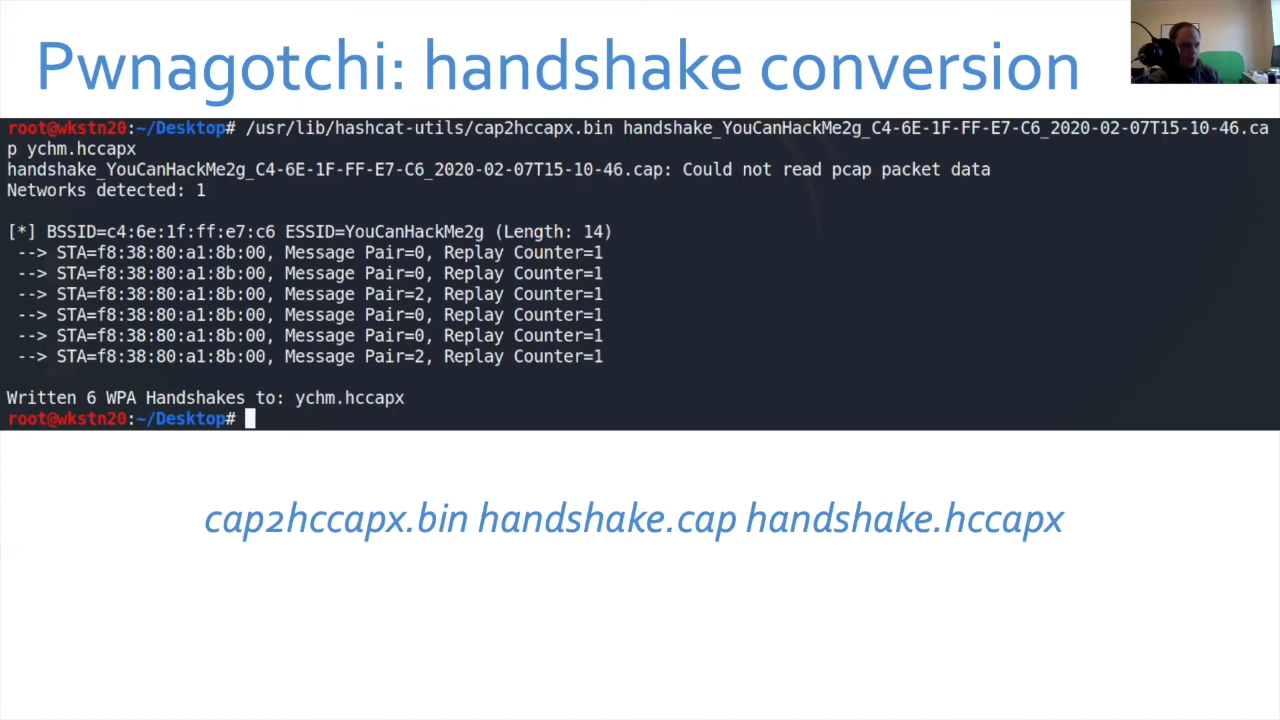 Pwnagotchi: handshake conversion
root@wkstn20:~/Desktop# /usr/lib/hashcat-utils/cap2hccapx.bin handshake_YouCanHackMe2g_C4-6E-1F-FF-E7-C6_2020-02-07T15-10-46.ca
p ychm.hccapx
handshake_YouCanHackMe2g_C4-6E-1F-FF-E7-C6_2020-02-07T15-10-46.cap: Could not read pcap packet data
Networks detected: 1
[*] BSSID=c4:6e:1f:ff:e7:c6 ESSID=YouCanHackMe2g (Length: 14)
--> STA=f8:38:80:a1:8b:00, Message Pair=0, Replay Counter=1
--> STA=f8:38:80:a1:8b:00, Message Pair=0, Replay Counter=1
--> STA=f8:38:80:a1:8b:00, Message Pair=2, Replay Counter=1
--> STA=f8:38:80:a1:8b:00, Message Pair=0, Replay Counter=1
--> STA=f8:38:80:a1:8b:00, Message Pair=0, Replay Counter=1
--> STA=f8:38:80:a1:8b:00, Message Pair=2, Replay Counter=1
Written 6 WPA Handshakes to: ychm.hccapx
root@wkstn20:~/Desktop#
cap2hccapx.bin handshake.cap handshake.hccapx